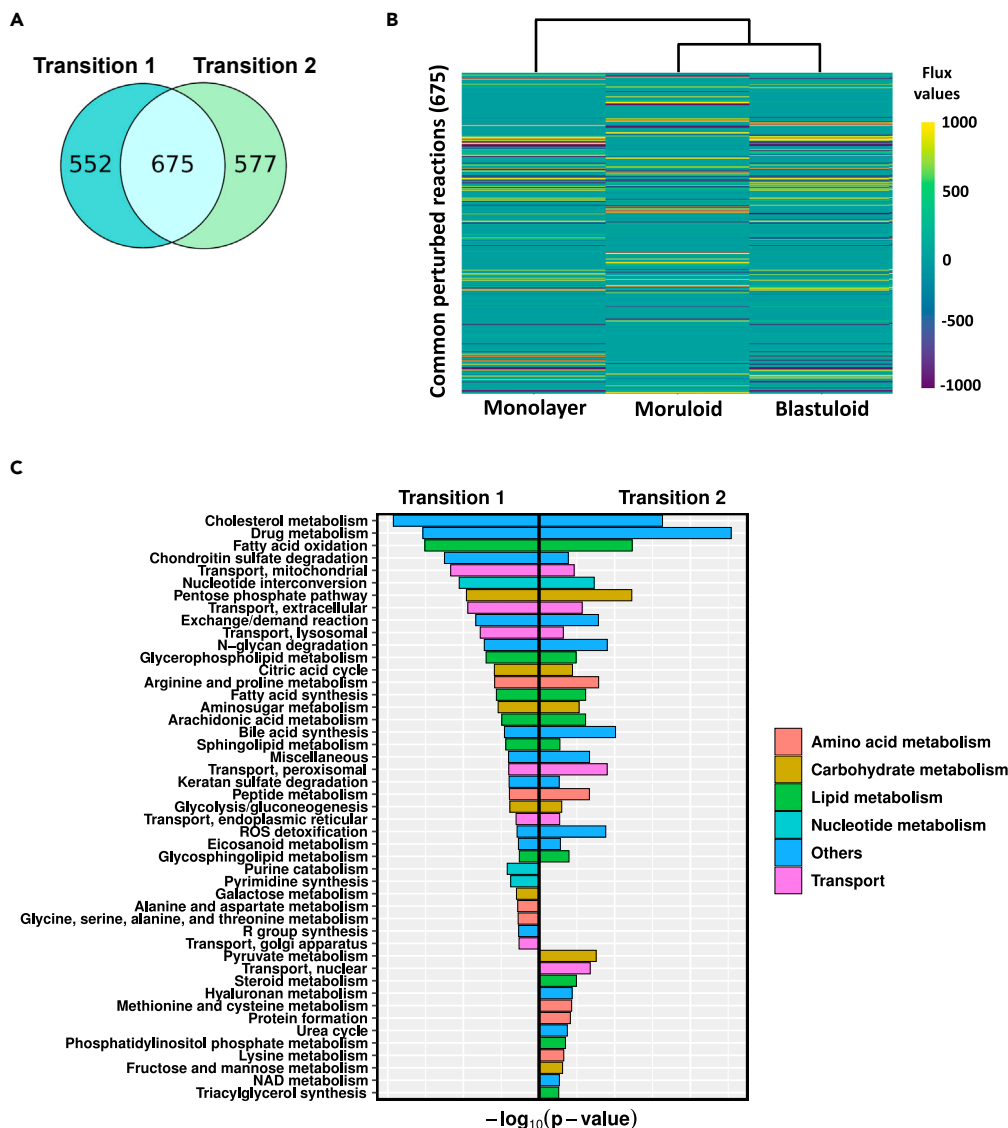 A
Transition 1 Transition 2
552 675 577
B
Common perturbed reactions (675)
Monolayer Moruloid Blastuloid
Flux
values
1000
500
0
-500
-1000
C
Transition 1 Transition 2
Cholesterol metabolism
Drug metabolism
Fatty acid oxidation
Chondroitin sulfate degradation
Transport, mitochondrial
Nucleotide interconversion
Pentose phosphate pathway
Transport, extracellular
Exchange/demand reaction
Transport, lysosomal
N−glycan degradation
Glycerophospholipid metabolism
Citric acid cycle
Arginine and proline metabolism
Fatty acid synthesis
Aminosugar metabolism
Arachidonic acid metabolism
Bile acid synthesis
Sphingolipid metabolism
Miscellaneous
Transport, peroxisomal
Keratan sulfate degradation
Peptide metabolism
Glycolysis/gluconeogenesis
Transport, endoplasmic reticular
ROS detoxification
Eicosanoid metabolism
Glycosphingolipid metabolism
Purine catabolism
Pyrimidine synthesis
Galactose metabolism
Alanine and aspartate metabolism
Glycine, serine, alanine, and threonine metabolism
R group synthesis
Transport, golgi apparatus
Pyruvate metabolism
Transport, nuclear
Steroid metabolism
Hyaluronan metabolism
Methionine and cysteine metabolism
Protein formation
Urea cycle
Phosphatidylinositol phosphate metabolism
Lysine metabolism
Fructose and mannose metabolism
NAD metabolism
Triacylglycerol synthesis
−log₁₀(p−value)
Amino acid metabolism
Carbohydrate metabolism
Lipid metabolism
Nucleotide metabolism
Others
Transport